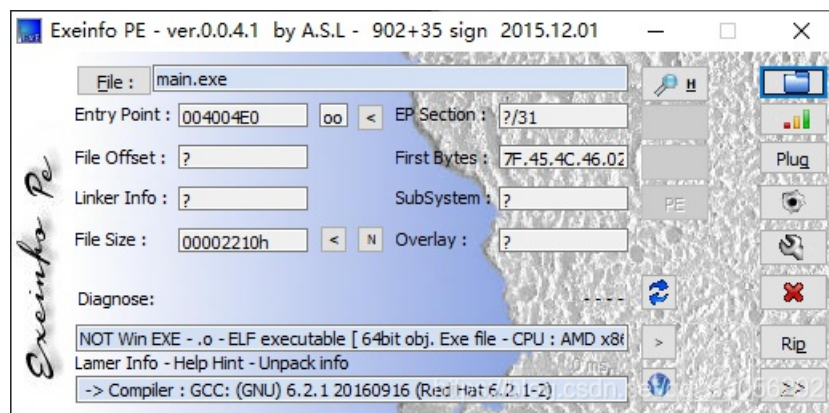 Exeinfo PE - ver.0.0.4.1 by A.S.L - 902+35 sign 2015.12.01
File : main.exe H
Entry Point : 004004E0 oo < EP Section : ?/31
File Offset : ? First Bytes : 7F.45.4C.46.02 Plug
Linker Info : ? SubSystem : ? PE
File Size : 00002210h < N Overlay : ?
Diagnose: ----
NOT Win EXE - .o - ELF executable [ 64bit obj. Exe file - CPU : AMD x86 > Rip
Lamer Info - Help Hint - Unpack info
-> Compiler : GCC: (GNU) 6.2.1 20160916 (Red Hat 6.2.1-2) >>
Exeinfo Pe